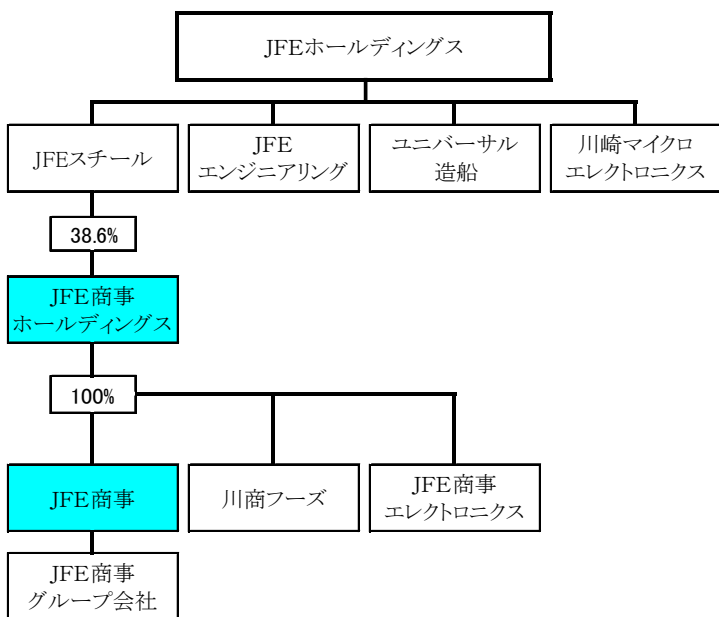 JFEホールディングス
JFEスチール
JFE
エンジニアリング
ユニバーサル
造船
川崎マイクロ
エレクトロニクス
38.6%
JFE商事
ホールディングス
100%
JFE商事
川商フーズ
JFE商事
エレクトロニクス
JFE商事
グループ会社